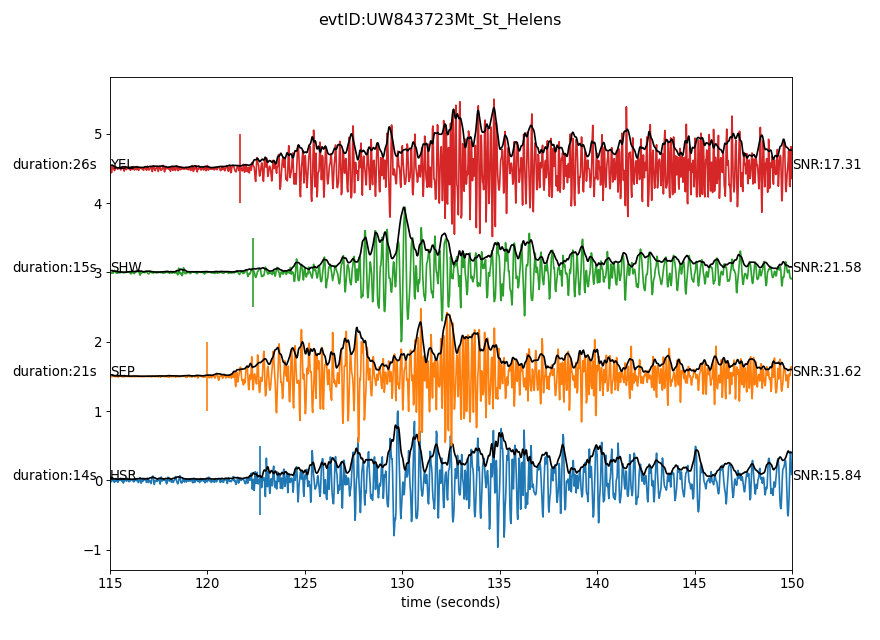 evtID:UW843723Mt_St_Helens
5
duration:26s YEL SNR:17.31
4
duration:15s 3 SHW SNR:21.58
2
duration:21s SEP SNR:31.62
1
duration:14s 0 HSR SNR:15.84
−1
115 120 125 130 135 140 145 150
time (seconds)